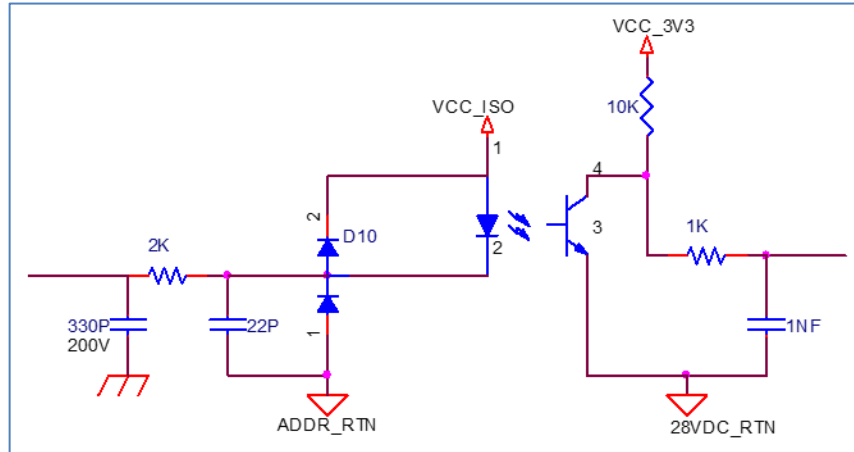 VCC_3V3
10K
VCC_ISO
1
4
2
D10
3
1K
2K
2
330P
200V
22P
1
1NF
ADDR_RTN
28VDC_RTN